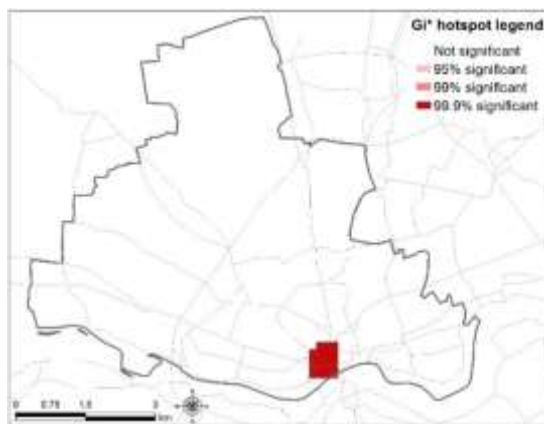 Gi* hotspot legend
Not significant
95% significant
99% significant
99.9% significant
0 0.75 1.5 3
km